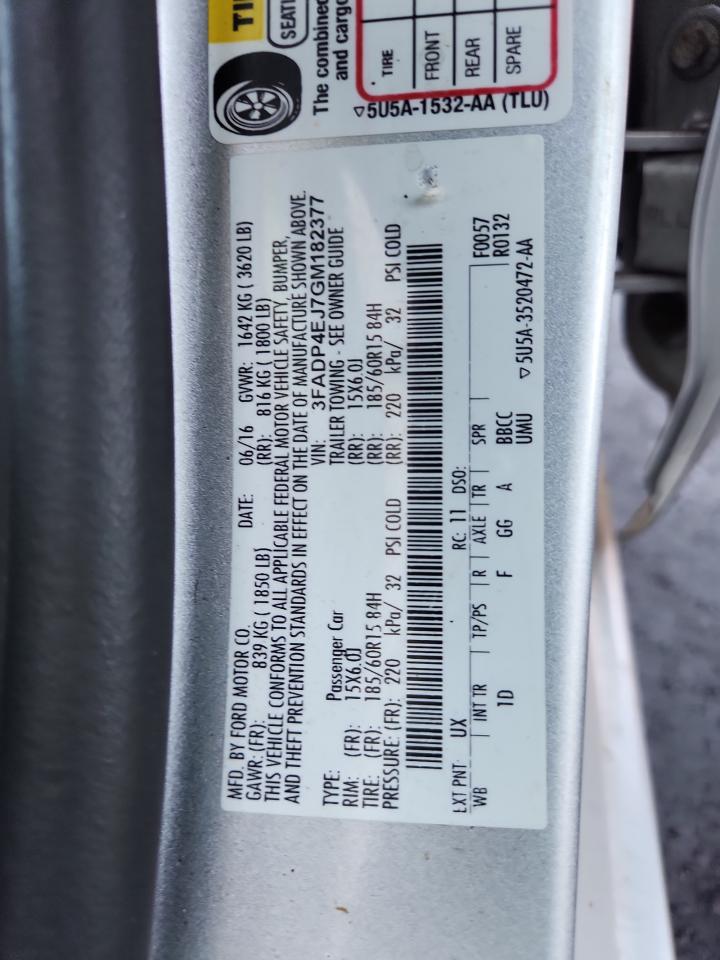 TI
SEATI
The combined
and cargo
TIRE
FRONT
REAR
SPARE
▽5U5A-1532-AA (TLU)
MFD. BY FORD MOTOR CO. DATE: 06/16 GVWR: 1642 KG ( 3620 LB)
GAWR: (FR): 839 KG ( 1850 LB) (RR): 816 KG ( 1800 LB)
THIS VEHICLE CONFORMS TO ALL APPLICABLE FEDERAL MOTOR VEHICLE SAFETY, BUMPER,
AND THEFT PREVENTION STANDARDS IN EFFECT ON THE DATE OF MANUFACTURE SHOWN ABOVE.
VIN: 3FADP4EJ7GM182377
TYPE: Passenger Car TRAILER TOWING - SEE OWNER GUIDE
RIM: (FR): 15X6.0J (RR): 15X6.0J
TIRE: (FR): 185/60R15 84H (RR): 185/60R15 84H
PRESSURE: (FR): 220 kPa/ 32 PSI COLD (RR): 220 kPa/ 32 PSI COLD
EXT PNT: UX RC: 11 DSO: F0057
WB INT TR TP/PS R AXLE TR SPR R0132
1D F GG A BBCC
UMU
▽5U5A-3520472-AA